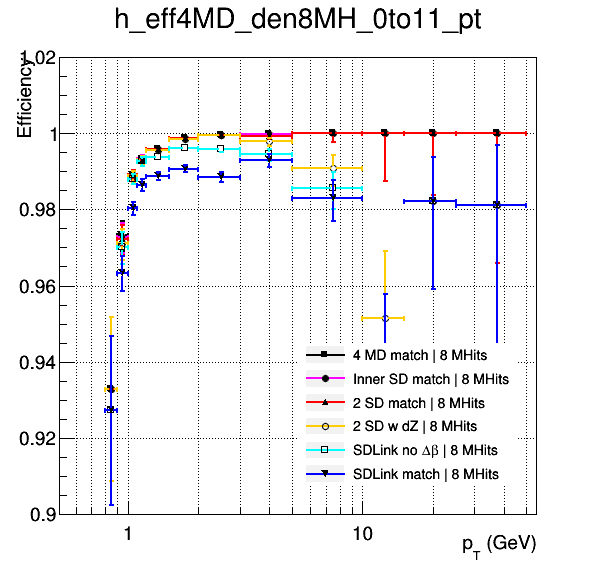 h_eff4MD_den8MH_0to11_pt
Efficiency
1.02
1
0.98
0.96
0.94
0.92
0.9
4 MD match | 8 MHits
Inner SD match | 8 MHits
2 SD match | 8 MHits
2 SD w dZ | 8 MHits
SDLink no Δβ | 8 MHits
SDLink match | 8 MHits
1
10
p_T (GeV)